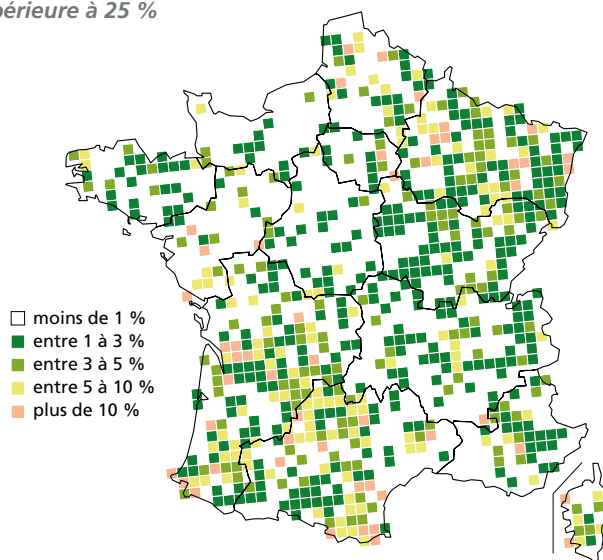 périeure à 25 %
moins de 1 %
entre 1 à 3 %
entre 3 à 5 %
entre 5 à 10 %
plus de 10 %